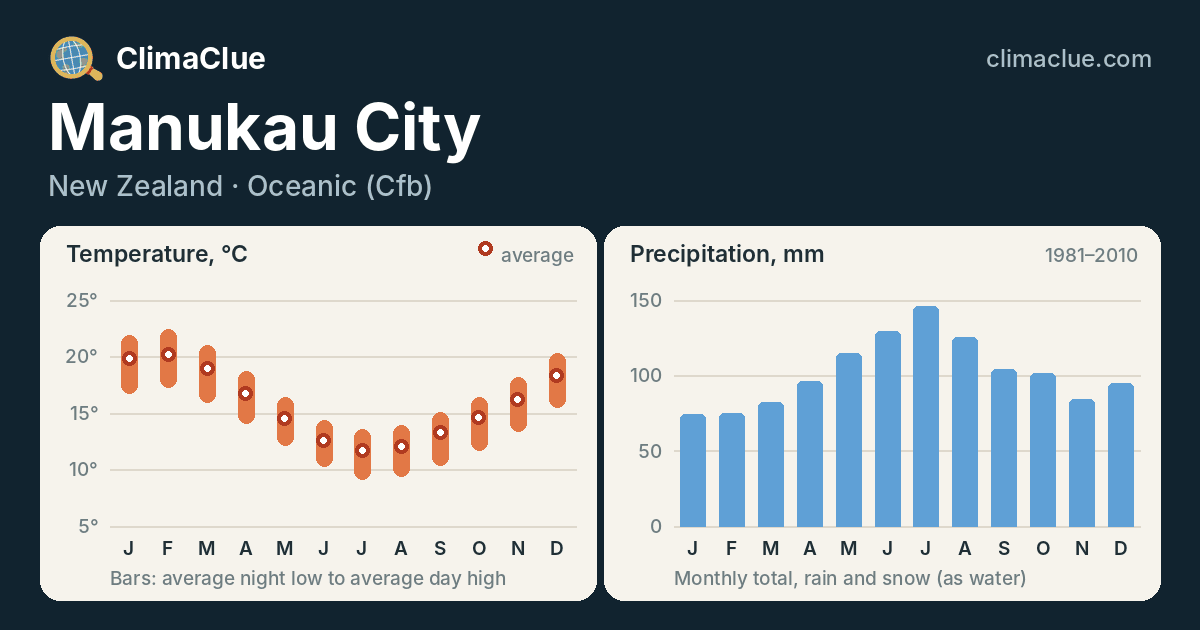 ClimaClue
climaclue.com
Manukau City
New Zealand · Oceanic (Cfb)
Temperature, °C
average
25°
20°
15°
10°
5°
J F M A M J J A S O N D
Bars: average night low to average day high
Precipitation, mm
1981–2010
150
100
50
0
J F M A M J J A S O N D
Monthly total, rain and snow (as water)